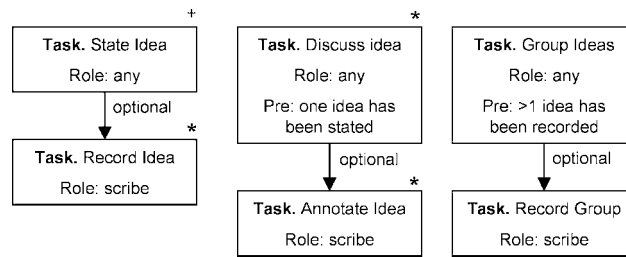 +
Task. State Idea
Role: any
optional
*
Task. Record Idea
Role: scribe
*
Task. Discuss idea
Role: any
Pre: one idea has
been stated
optional
*
Task. Annotate Idea
Role: scribe
Task. Group Ideas
Role: any
Pre: >1 idea has
been recorded
optional
Task. Record Group
Role: scribe